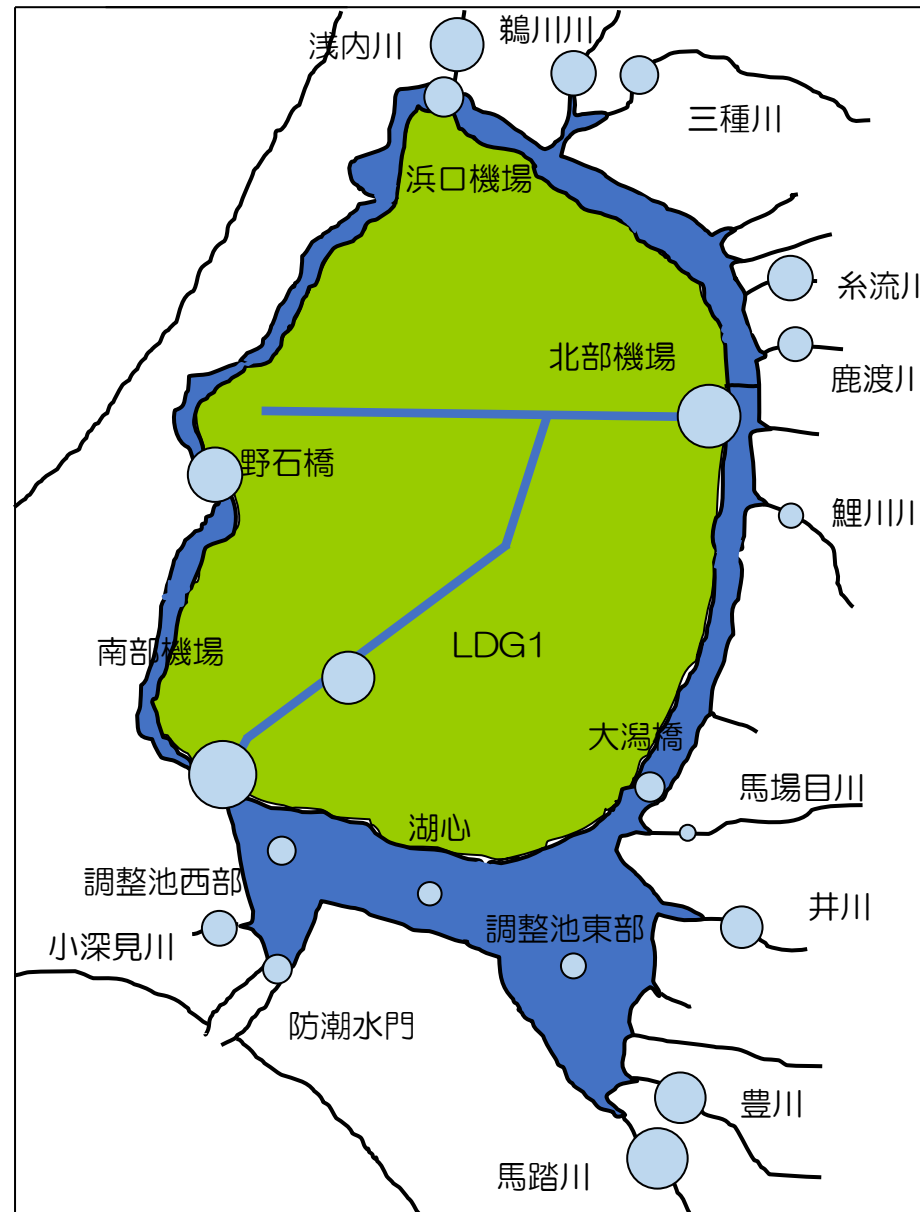 浅内川
鵜川川
三種川
浜口機場
糸流川
北部機場
鹿渡川
野石橋
鯉川川
南部機場
LDG1
大潟橋
馬場目川
湖心
調整池西部
井川
調整池東部
小深見川
防潮水門
豊川
馬踏川